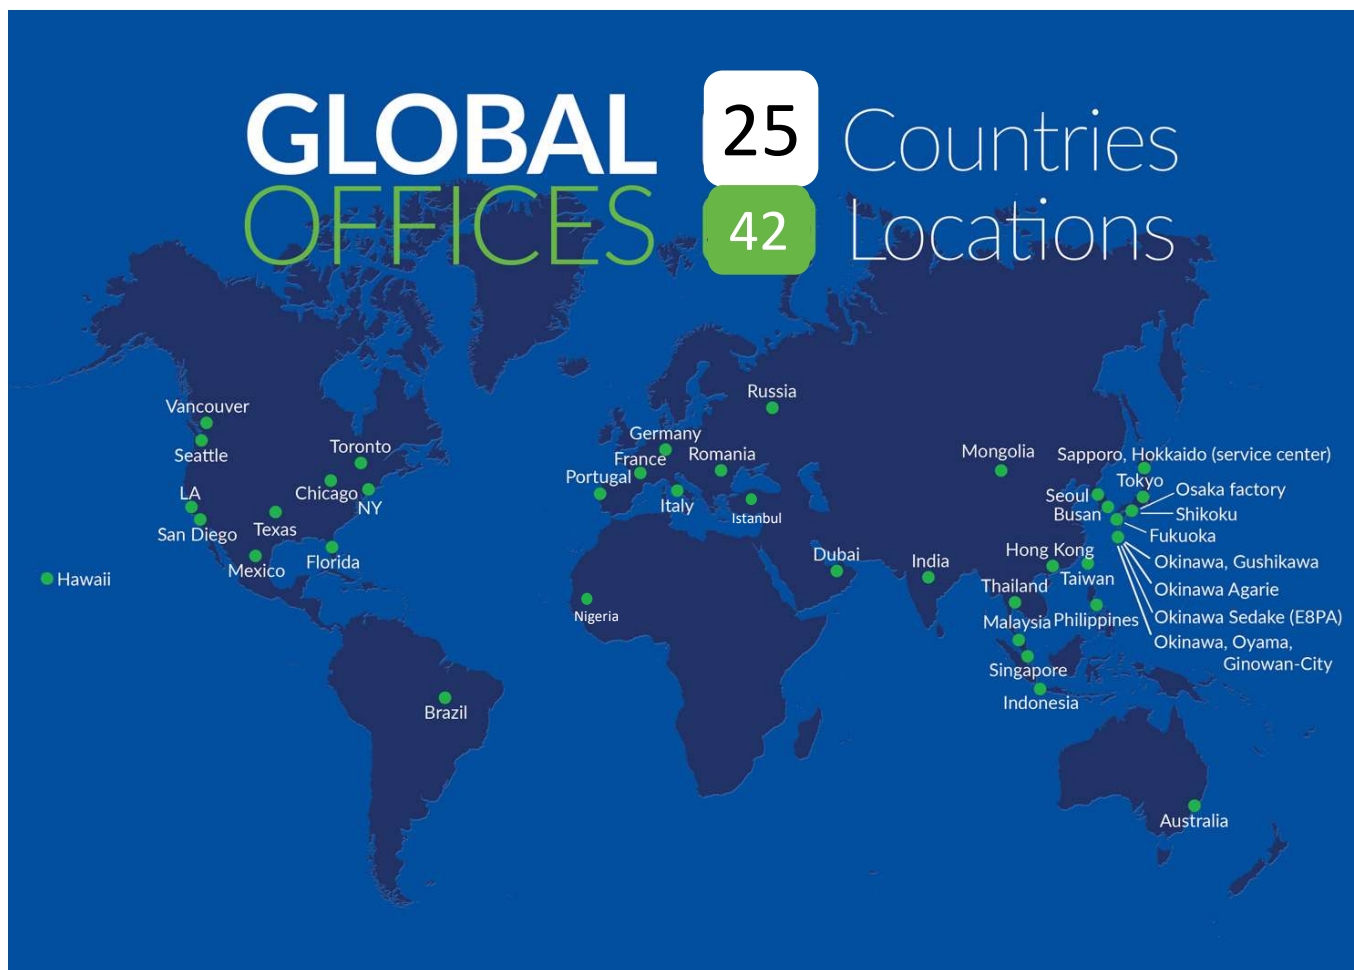 GLOBAL
OFFICES
25
Countries
42
Locations
Russia
Vancouver
Germany
Toronto
Mongolia
Romania
Seattle
Sapporo, Hokkaido (service center)
France
Portugal
Tokyo
Osaka factory
LA
Chicago
Seoul
NY
Italy
Shikoku
Busan
Istanbul
Texas
San Diego
Fukuoka
Hong Kong
Dubai
India
Florida
Okinawa, Gushikawa
Mexico
Taiwan
Hawaii
Thailand
Okinawa Agarie
Nigeria
Okinawa Sedake (E8PA)
Malaysia
Philippines
Okinawa, Oyama,
Ginowan-City
Singapore
Indonesia
Brazil
Australia